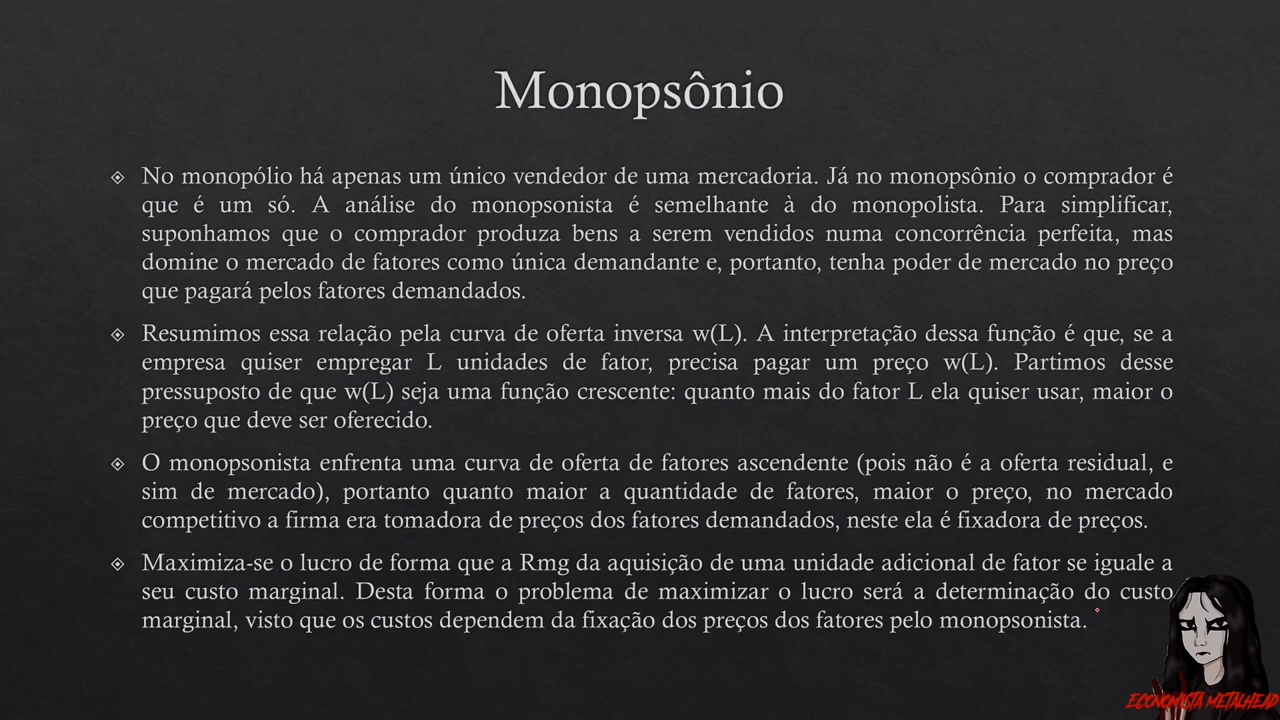 Monopsônio
No monopólio há apenas um único vendedor de uma mercadoria. Já no monopsônio o comprador é
que é um só. A análise do monopsonista é semelhante à do monopolista. Para simplificar,
suponhamos que o comprador produza bens a serem vendidos numa concorrência perfeita, mas
domine o mercado de fatores como única demandante e, portanto, tenha poder de mercado no preço
que pagará pelos fatores demandados.
Resumimos essa relação pela curva de oferta inversa w(L). A interpretação dessa função é que, se a
empresa quiser empregar L unidades de fator, precisa pagar um preço w(L). Partimos desse
pressuposto de que w(L) seja uma função crescente: quanto mais do fator L ela quiser usar, maior o
preço que deve ser oferecido.
O monopsonista enfrenta uma curva de oferta de fatores ascendente (pois não é a oferta residual, e
sim de mercado), portanto quanto maior a quantidade de fatores, maior o preço, no mercado
competitivo a firma era tomadora de preços dos fatores demandados, neste ela é fixadora de preços.
Maximiza-se o lucro de forma que a Rmg da aquisição de uma unidade adicional de fator se iguale a
seu custo marginal. Desta forma o problema de maximizar o lucro será a determinação do custo
marginal, visto que os custos dependem da fixação dos preços dos fatores pelo monopsonista.
ECONOMISTA METALHEAD